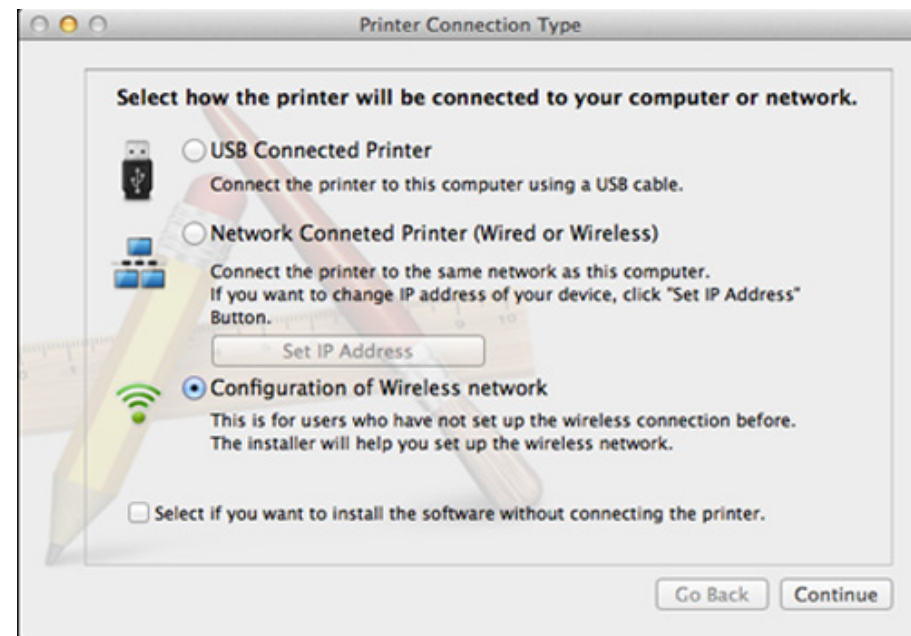 Printer Connection Type
Select how the printer will be connected to your computer or network.
USB Connected Printer
Connect the printer to this computer using a USB cable.
Network Conneted Printer (Wired or Wireless)
Connect the printer to the same network as this computer.
If you want to change IP address of your device, click "Set IP Address"
Button.
Set IP Address
Configuration of Wireless network
This is for users who have not set up the wireless connection before.
The installer will help you set up the wireless network.
Select if you want to install the software without connecting the printer.
Go Back
Continue